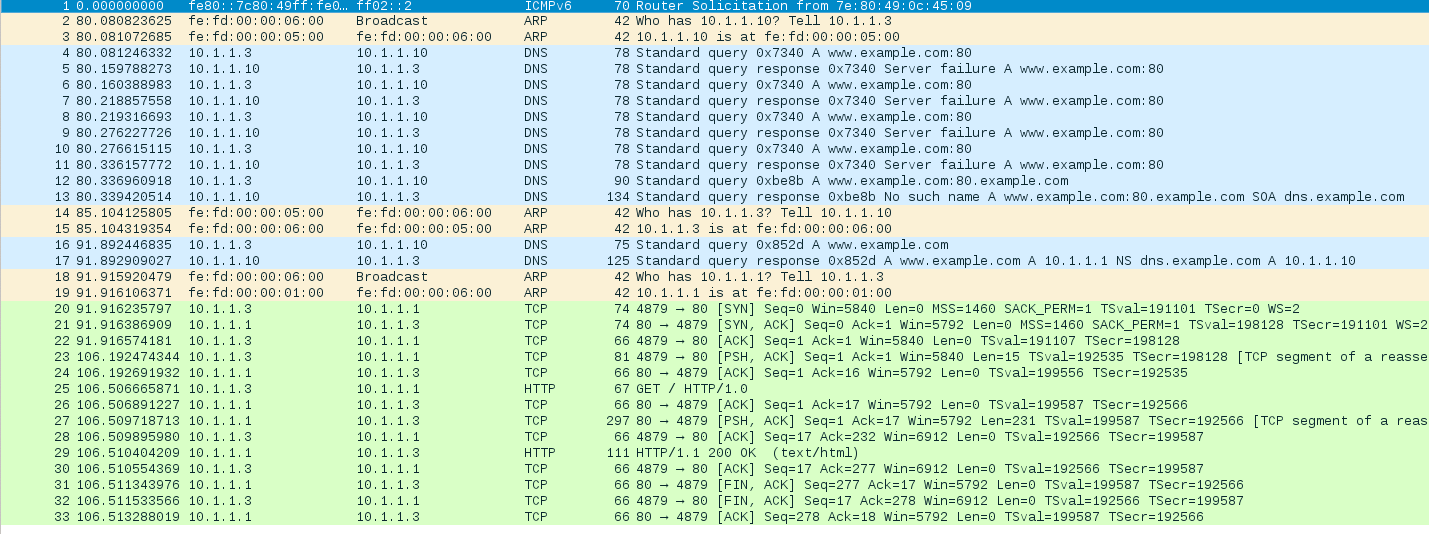 1 0.000000000 fe80::7c80:49ff:fe0… ff02::2 ICMPv6 70 Router Solicitation from 7e:80:49:0c:45:09
2 80.080823625 fe:fd:00:00:06:00 Broadcast ARP 42 Who has 10.1.1.10? Tell 10.1.1.3
3 80.081072685 fe:fd:00:00:05:00 fe:fd:00:00:06:00 ARP 42 10.1.1.10 is at fe:fd:00:00:05:00
4 80.081246332 10.1.1.3 10.1.1.10 DNS 78 Standard query 0x7340 A www.example.com:80
5 80.159788273 10.1.1.10 10.1.1.3 DNS 78 Standard query response 0x7340 Server failure A www.example.com:80
6 80.160388983 10.1.1.3 10.1.1.10 DNS 78 Standard query 0x7340 A www.example.com:80
7 80.218857558 10.1.1.10 10.1.1.3 DNS 78 Standard query response 0x7340 Server failure A www.example.com:80
8 80.219316693 10.1.1.3 10.1.1.10 DNS 78 Standard query 0x7340 A www.example.com:80
9 80.276227726 10.1.1.10 10.1.1.3 DNS 78 Standard query response 0x7340 Server failure A www.example.com:80
10 80.276615115 10.1.1.3 10.1.1.10 DNS 78 Standard query 0x7340 A www.example.com:80
11 80.336157772 10.1.1.10 10.1.1.3 DNS 78 Standard query response 0x7340 Server failure A www.example.com:80
12 80.336960918 10.1.1.3 10.1.1.10 DNS 90 Standard query 0xbe8b A www.example.com:80.example.com
13 80.339420514 10.1.1.10 10.1.1.3 DNS 134 Standard query response 0xbe8b No such name A www.example.com:80.example.com SOA dns.example.com
14 85.104125805 fe:fd:00:00:05:00 fe:fd:00:00:06:00 ARP 42 Who has 10.1.1.3? Tell 10.1.1.10
15 85.104319354 fe:fd:00:00:06:00 fe:fd:00:00:05:00 ARP 42 10.1.1.3 is at fe:fd:00:00:06:00
16 91.892446835 10.1.1.3 10.1.1.10 DNS 75 Standard query 0x852d A www.example.com
17 91.892909027 10.1.1.10 10.1.1.3 DNS 125 Standard query response 0x852d A www.example.com A 10.1.1.1 NS dns.example.com A 10.1.1.10
18 91.915920479 fe:fd:00:00:06:00 Broadcast ARP 42 Who has 10.1.1.1? Tell 10.1.1.3
19 91.916106371 fe:fd:00:00:01:00 fe:fd:00:00:06:00 ARP 42 10.1.1.1 is at fe:fd:00:00:01:00
20 91.916235797 10.1.1.3 10.1.1.1 TCP 74 4879 → 80 [SYN] Seq=0 Win=5840 Len=0 MSS=1460 SACK_PERM=1 TSval=191101 TSecr=0 WS=2
21 91.916386909 10.1.1.1 10.1.1.3 TCP 74 80 → 4879 [SYN, ACK] Seq=0 Ack=1 Win=5792 Len=0 MSS=1460 SACK_PERM=1 TSval=198128 TSecr=191101 WS=2
22 91.916574181 10.1.1.3 10.1.1.1 TCP 66 4879 → 80 [ACK] Seq=1 Ack=1 Win=5840 Len=0 TSval=191107 TSecr=198128
23 106.192474344 10.1.1.3 10.1.1.1 TCP 81 4879 → 80 [PSH, ACK] Seq=1 Ack=1 Win=5840 Len=15 TSval=192535 TSecr=198128 [TCP segment of a reasse
24 106.192691932 10.1.1.1 10.1.1.3 TCP 66 80 → 4879 [ACK] Seq=1 Ack=16 Win=5792 Len=0 TSval=199556 TSecr=192535
25 106.506665871 10.1.1.3 10.1.1.1 HTTP 67 GET / HTTP/1.0
26 106.506891227 10.1.1.1 10.1.1.3 TCP 66 80 → 4879 [ACK] Seq=1 Ack=17 Win=5792 Len=0 TSval=199587 TSecr=192566
27 106.509718713 10.1.1.1 10.1.1.3 TCP 297 80 → 4879 [PSH, ACK] Seq=1 Ack=17 Win=5792 Len=231 TSval=199587 TSecr=192566 [TCP segment of a reas
28 106.509895980 10.1.1.3 10.1.1.1 TCP 66 4879 → 80 [ACK] Seq=17 Ack=232 Win=6912 Len=0 TSval=192566 TSecr=199587
29 106.510404209 10.1.1.1 10.1.1.3 HTTP 111 HTTP/1.1 200 OK (text/html)
30 106.510554369 10.1.1.3 10.1.1.1 TCP 66 4879 → 80 [ACK] Seq=17 Ack=277 Win=6912 Len=0 TSval=192566 TSecr=199587
31 106.511343976 10.1.1.1 10.1.1.3 TCP 66 80 → 4879 [FIN, ACK] Seq=277 Ack=17 Win=5792 Len=0 TSval=199587 TSecr=192566
32 106.511533566 10.1.1.3 10.1.1.1 TCP 66 4879 → 80 [FIN, ACK] Seq=17 Ack=278 Win=6912 Len=0 TSval=192566 TSecr=199587
33 106.513288019 10.1.1.1 10.1.1.3 TCP 66 80 → 4879 [ACK] Seq=278 Ack=18 Win=5792 Len=0 TSval=199587 TSecr=192566